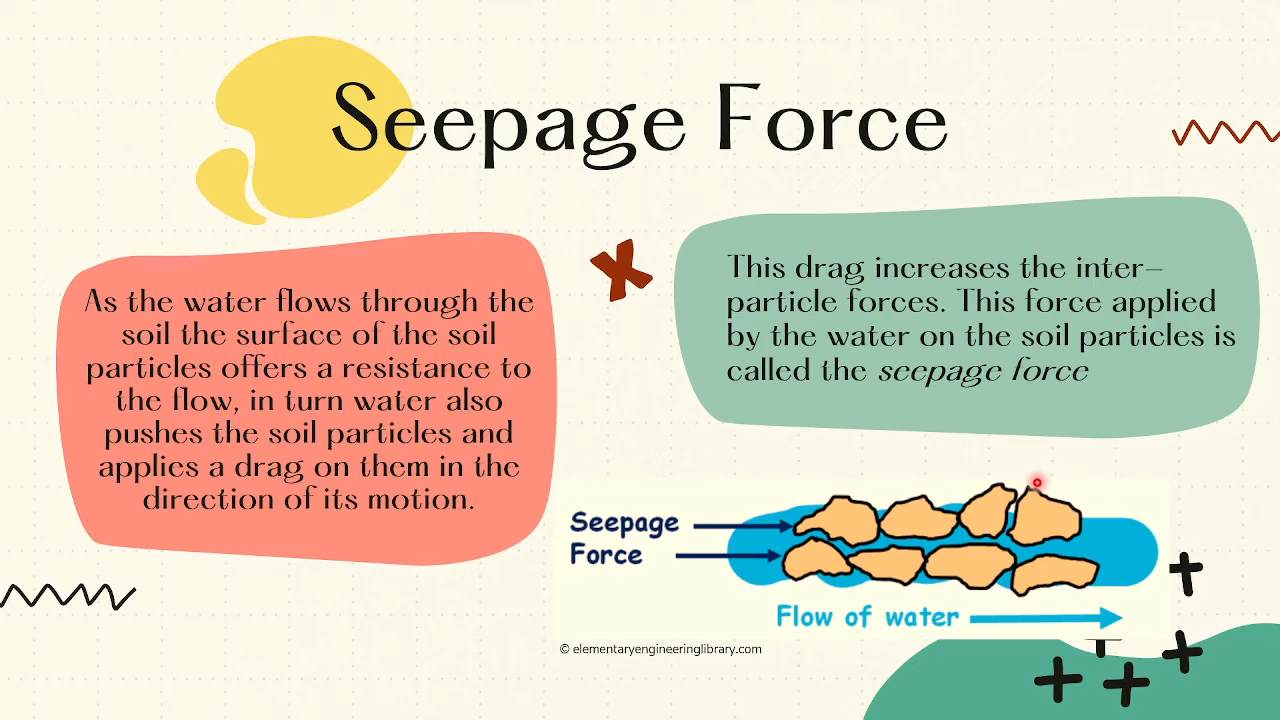 Seepage Force
As the water flows through the
soil the surface of the soil
particles offers a resistance to
the flow, in turn water also
pushes the soil particles and
applies a drag on them in the
direction of its motion.
This drag increases the inter-
particle forces. This force applied
by the water on the soil particles is
called the seepage force
Seepage
Force
Flow of water
© elementaryengineeringlibrary.com